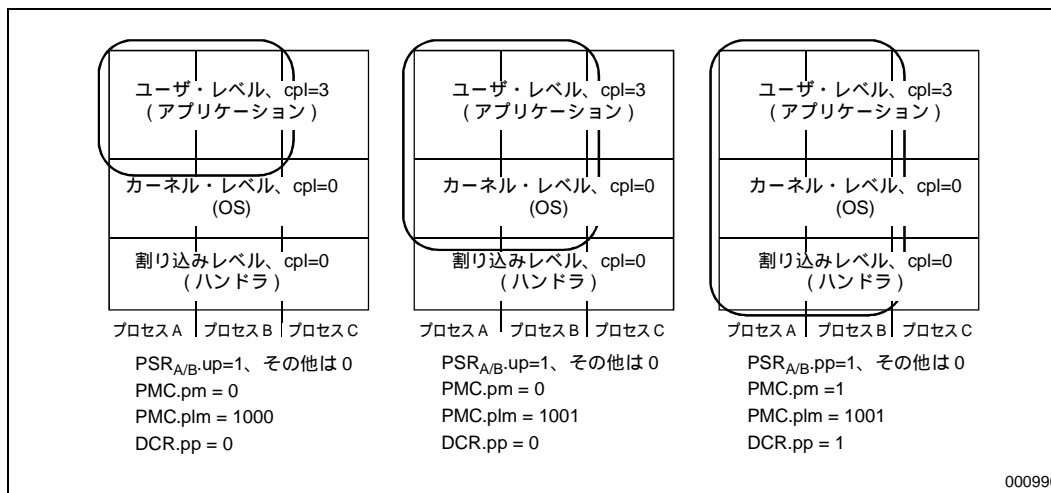 ユーザ・レベル、cpl=3
(アプリケーション)
カーネル・レベル、cpl=0
(OS)
割り込みレベル、cpl=0
(ハンドラ)
プロセスA プロセスB プロセスC
PSRA/B.up=1、その他は0
PMC.pm = 0
PMC.plm = 1000
DCR.pp = 0
ユーザ・レベル、cpl=3
(アプリケーション)
カーネル・レベル、cpl=0
(OS)
割り込みレベル、cpl=0
(ハンドラ)
プロセスA プロセスB プロセスC
PSRA/B.up=1、その他は0
PMC.pm = 0
PMC.plm = 1001
DCR.pp = 0
ユーザ・レベル、cpl=3
(アプリケーション)
カーネル・レベル、cpl=0
(OS)
割り込みレベル、cpl=0
(ハンドラ)
プロセスA プロセスB プロセスC
PSRA/B.pp=1、その他は0
PMC.pm =1
PMC.plm = 1001
DCR.pp = 1